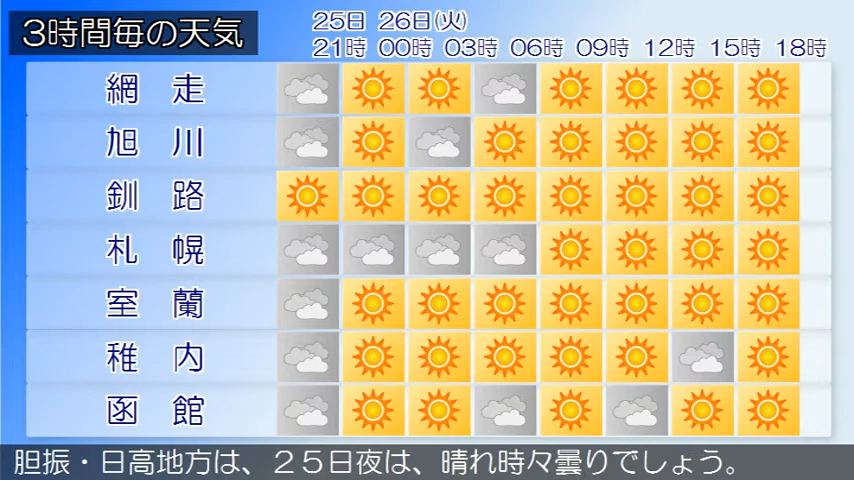 3時間毎の天気
25日 26日(火)
21時 00時 03時 06時 09時 12時 15時 18時
網 走
旭 川
釧 路
札 幌
室 蘭
稚 内
函 館
胆振・日高地方は、２５日夜は、晴れ時々曇りでしょう。